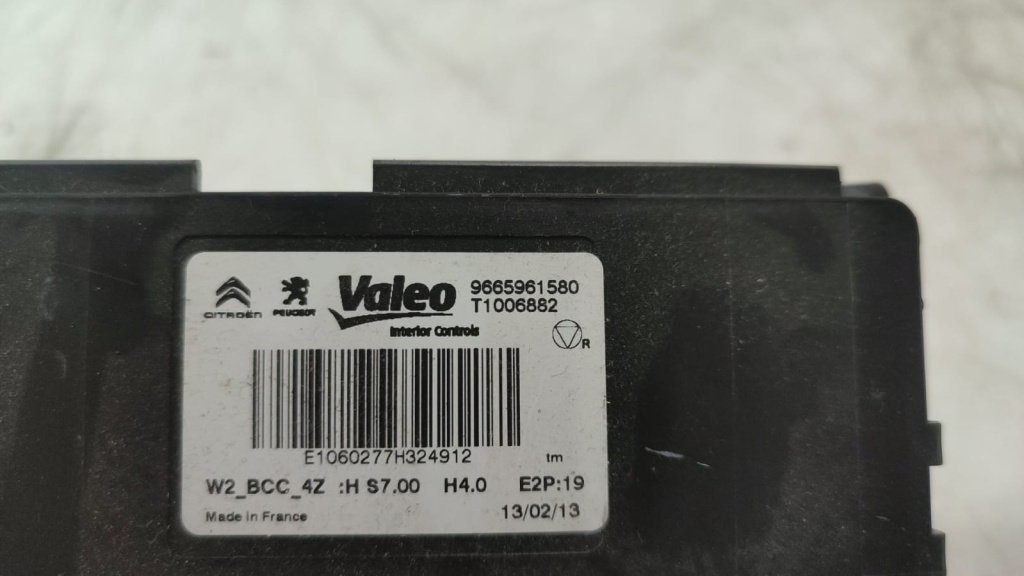 CITROËN PEUGEOT Valeo 9665961580
T1006882
Interior Controls
R
E1060277H324912 tm
W2_BCC_4Z :H S7.00 H4.0 E2P:19
Made in France 13/02/13